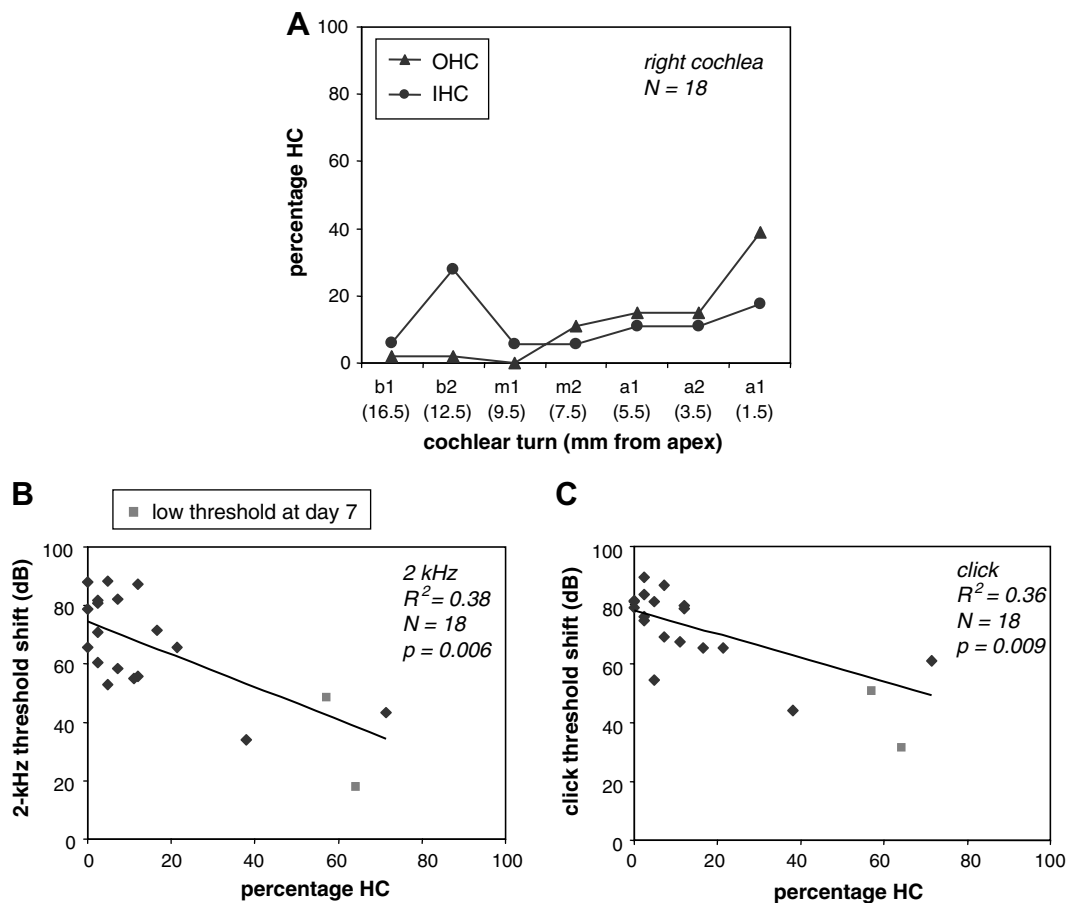 A
100
80
60
40
20
0
percentage HC
OHC
IHC
right cochlea
N = 18
b1 b2 m1 m2 a1 a2 a1
(16.5) (12.5) (9.5) (7.5) (5.5) (3.5) (1.5)
cochlear turn (mm from apex)
B
low threshold at day 7
100
80
60
40
20
0
2-kHz threshold shift (dB)
2 kHz
R² = 0.38
N = 18
p = 0.006
0 20 40 60 80 100
percentage HC
C
100
80
60
40
20
0
click threshold shift (dB)
click
R² = 0.36
N = 18
p = 0.009
0 20 40 60 80 100
percentage HC